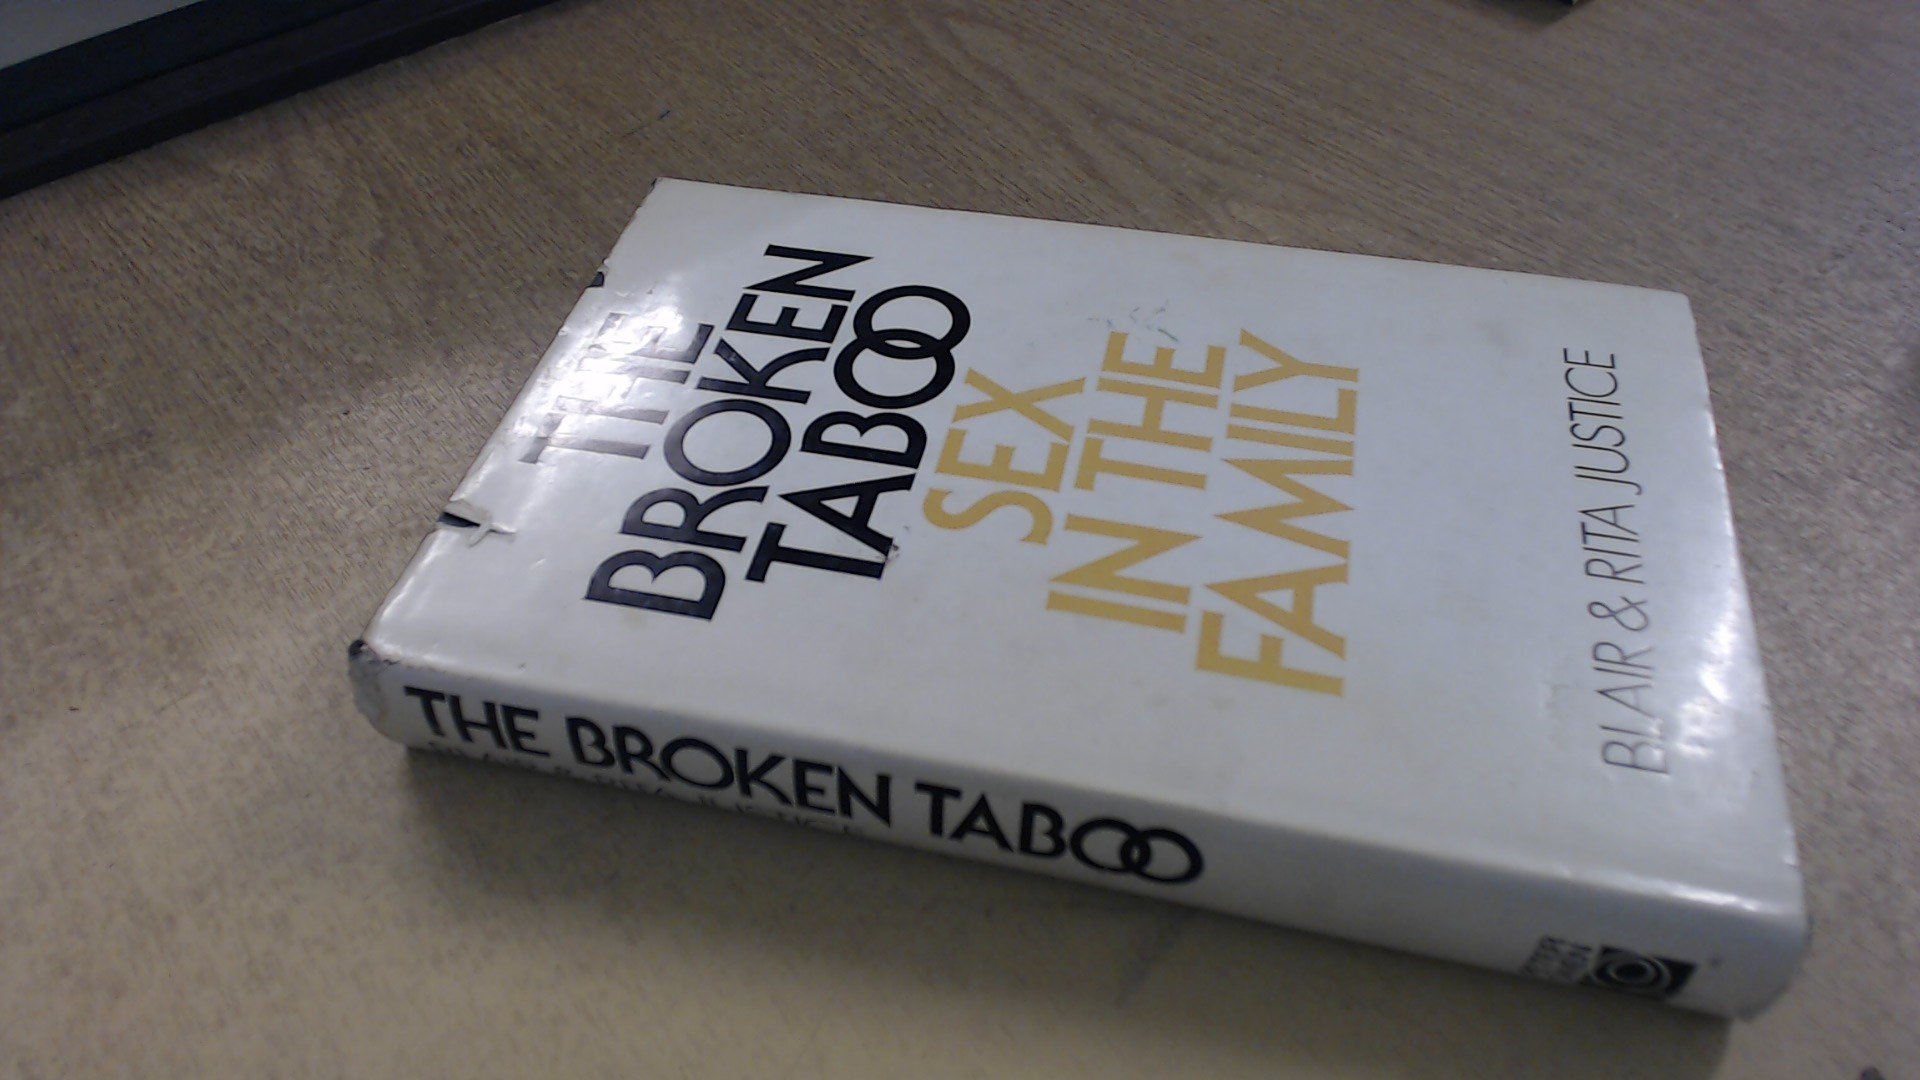 THE
BROKEN
TABOO
SEX
IN THE
FAMILY
BLAIR & RITA JUSTICE
THE BROKEN TABOO